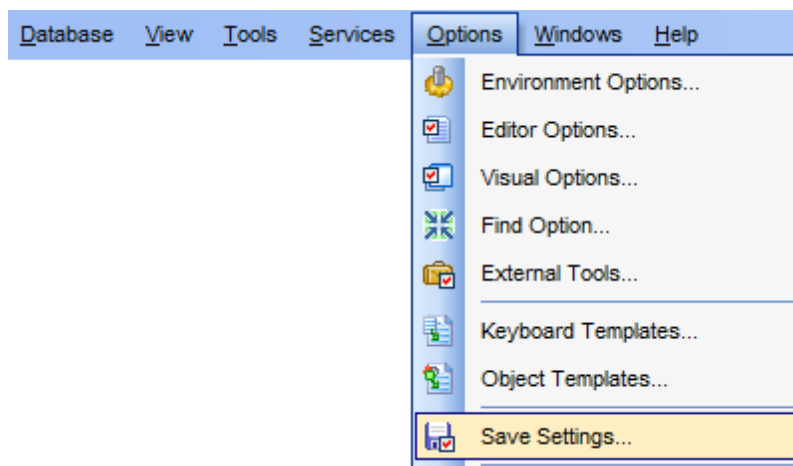 Database View Tools Services Options Windows Help
Environment Options...
Editor Options...
Visual Options...
Find Option...
External Tools...
Keyboard Templates...
Object Templates...
Save Settings...